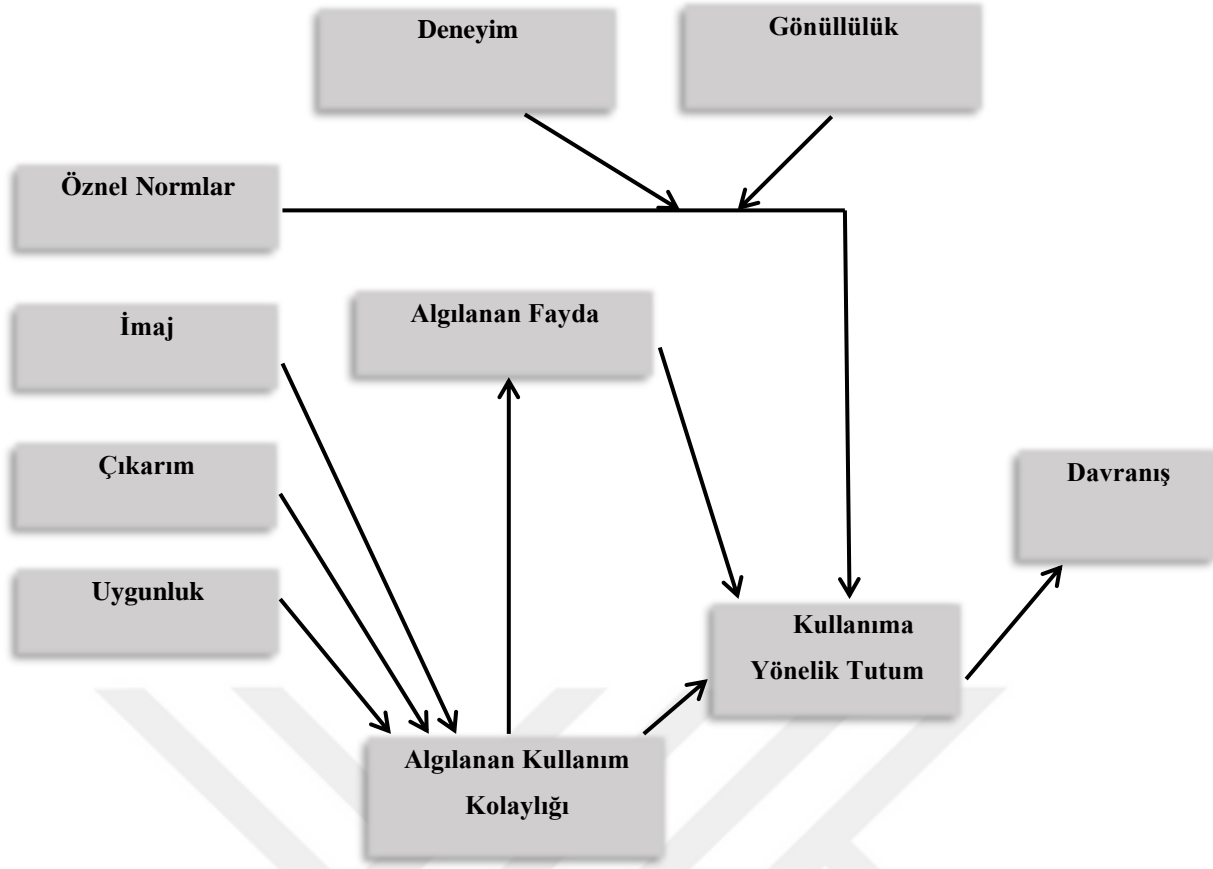 Deneyim
Gönüllülük
Öznel Normlar
İmaj
Algılanan Fayda
Çıkarım
Davranış
Uygunluk
Kullanıma
Yönelik Tutum
Algılanan Kullanım
Kolaylığı